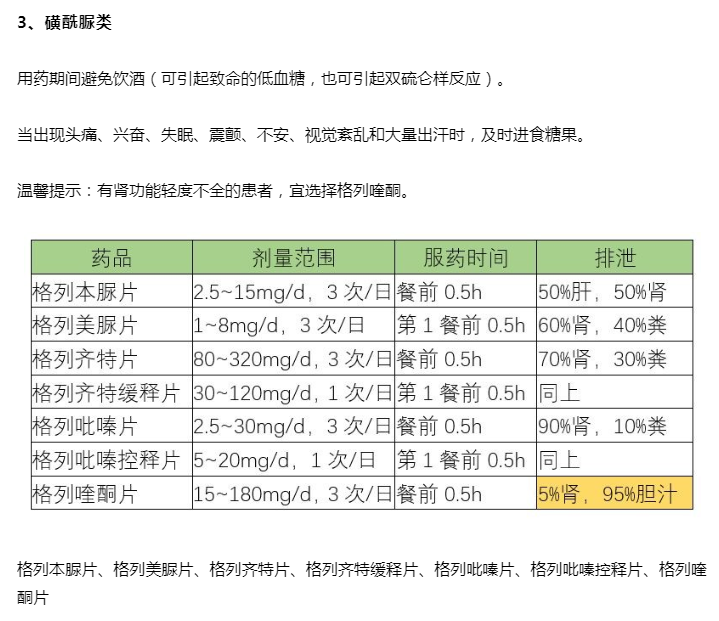 3、磺酰脲类
用药期间避免饮酒（可引起致命的低血糖，也可引起双硫仑样反应）。
当出现头痛、兴奋、失眠、震颤、不安、视觉紊乱和大量出汗时，及时进食糖果。
温馨提示：有肾功能轻度不全的患者，宜选择格列喹酮。
药品 剂量范围 服药时间 排泄
格列本脲片 2.5~15mg/d，3 次/日 餐前 0.5h 50%肝，50%肾
格列美脲片 1~8mg/d，3 次/日 第 1 餐前 0.5h 60%肾，40%粪
格列齐特片 80~320mg/d，3 次/日 餐前 0.5h 70%肾，30%粪
格列齐特缓释片 30~120mg/d，1 次/日 第 1 餐前 0.5h 同上
格列吡嗪片 2.5~30mg/d，3 次/日 餐前 0.5h 90%肾，10%粪
格列吡嗪控释片 5~20mg/d，1 次/日 第 1 餐前 0.5h 同上
格列喹酮片 15~180mg/d，3 次/日 餐前 0.5h 5%肾，95%胆汁
格列本脲片、格列美脲片、格列齐特片、格列齐特缓释片、格列吡嗪片、格列吡嗪控释片、格列喹
酮片